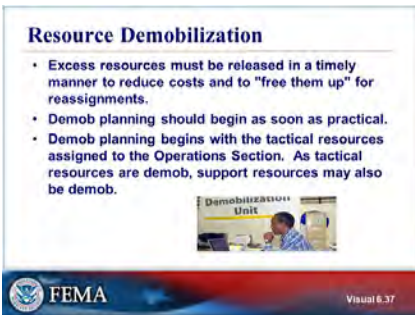 Resource Demobilization
• Excess resources must be released in a timely
manner to reduce costs and to "free them up" for
reassignments.
• Demob planning should begin as soon as practical.
• Demob planning begins with the tactical resources
assigned to the Operations Section. As tactical
resources are demob, support resources may also
be demob.
Demobilization
Unit
FEMA
Visual 6.37